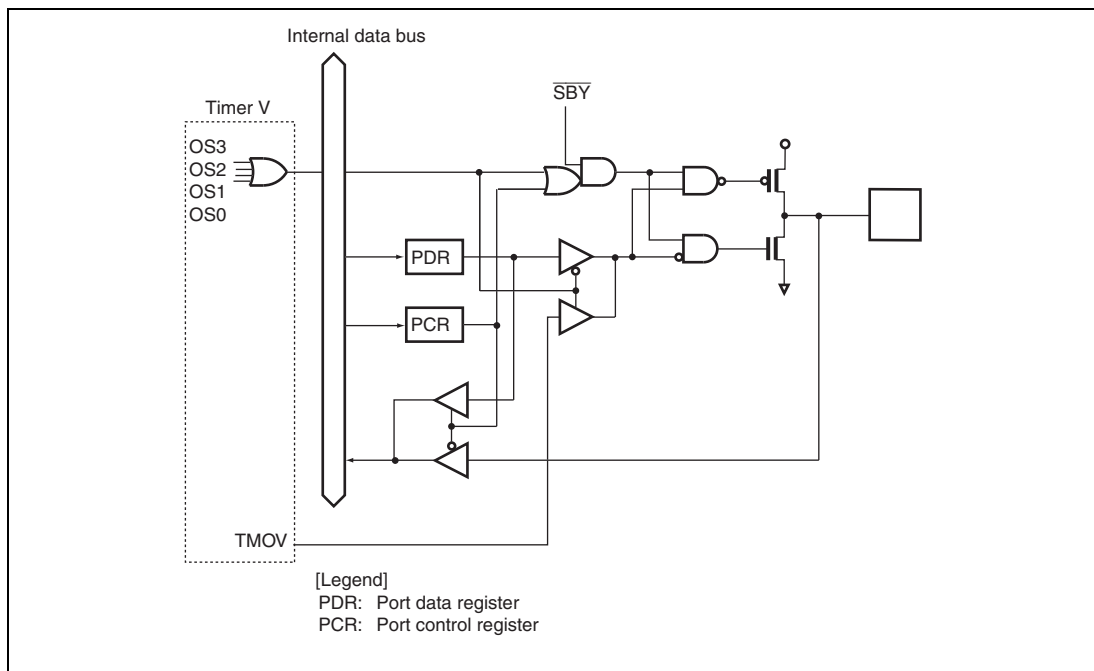 Internal data bus
SBY
Timer V
OS3
OS2
OS1
OS0
PDR
PCR
TMOV
[Legend]
PDR: Port data register
PCR: Port control register